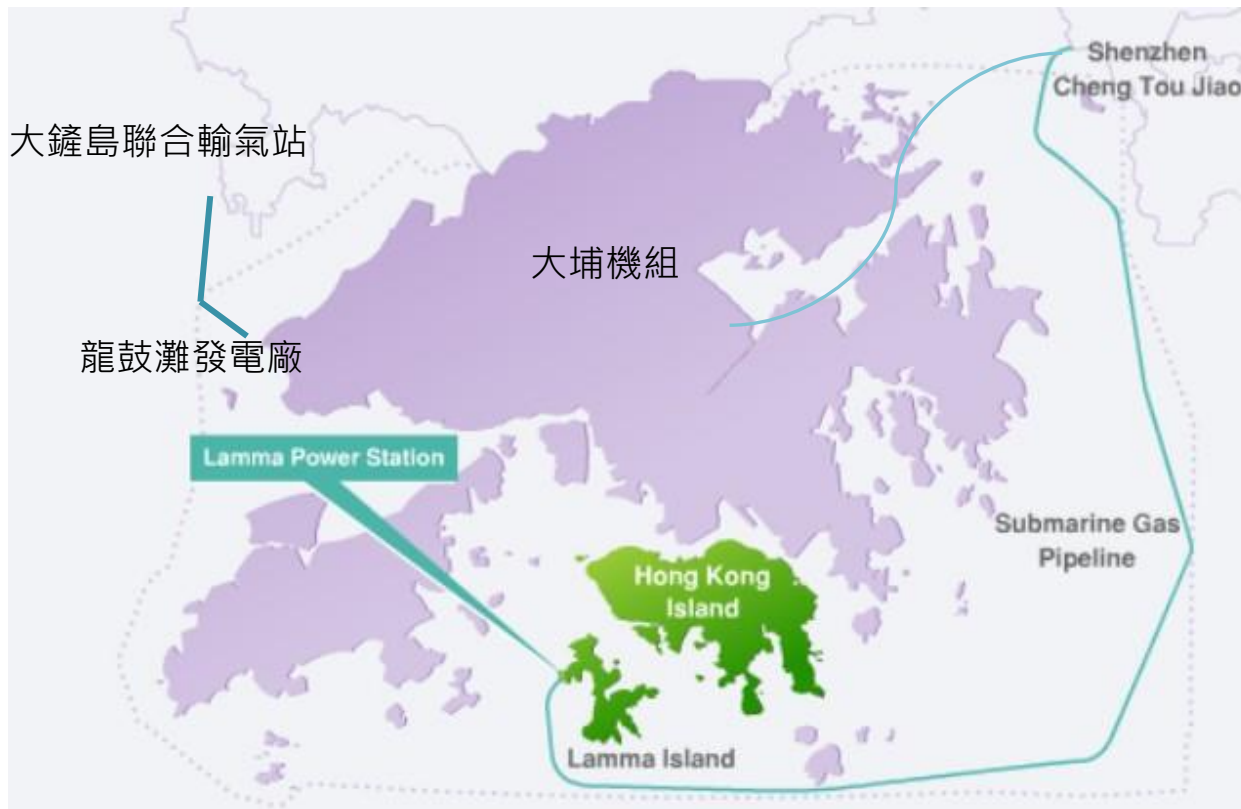 Shenzhen
Cheng Tou Jiao
大鏟島聯合輸氣站
大埔機組
龍鼓灘發電廠
Lamma Power Station
Submarine Gas
Pipeline
Hong Kong
Island
Lamma Island